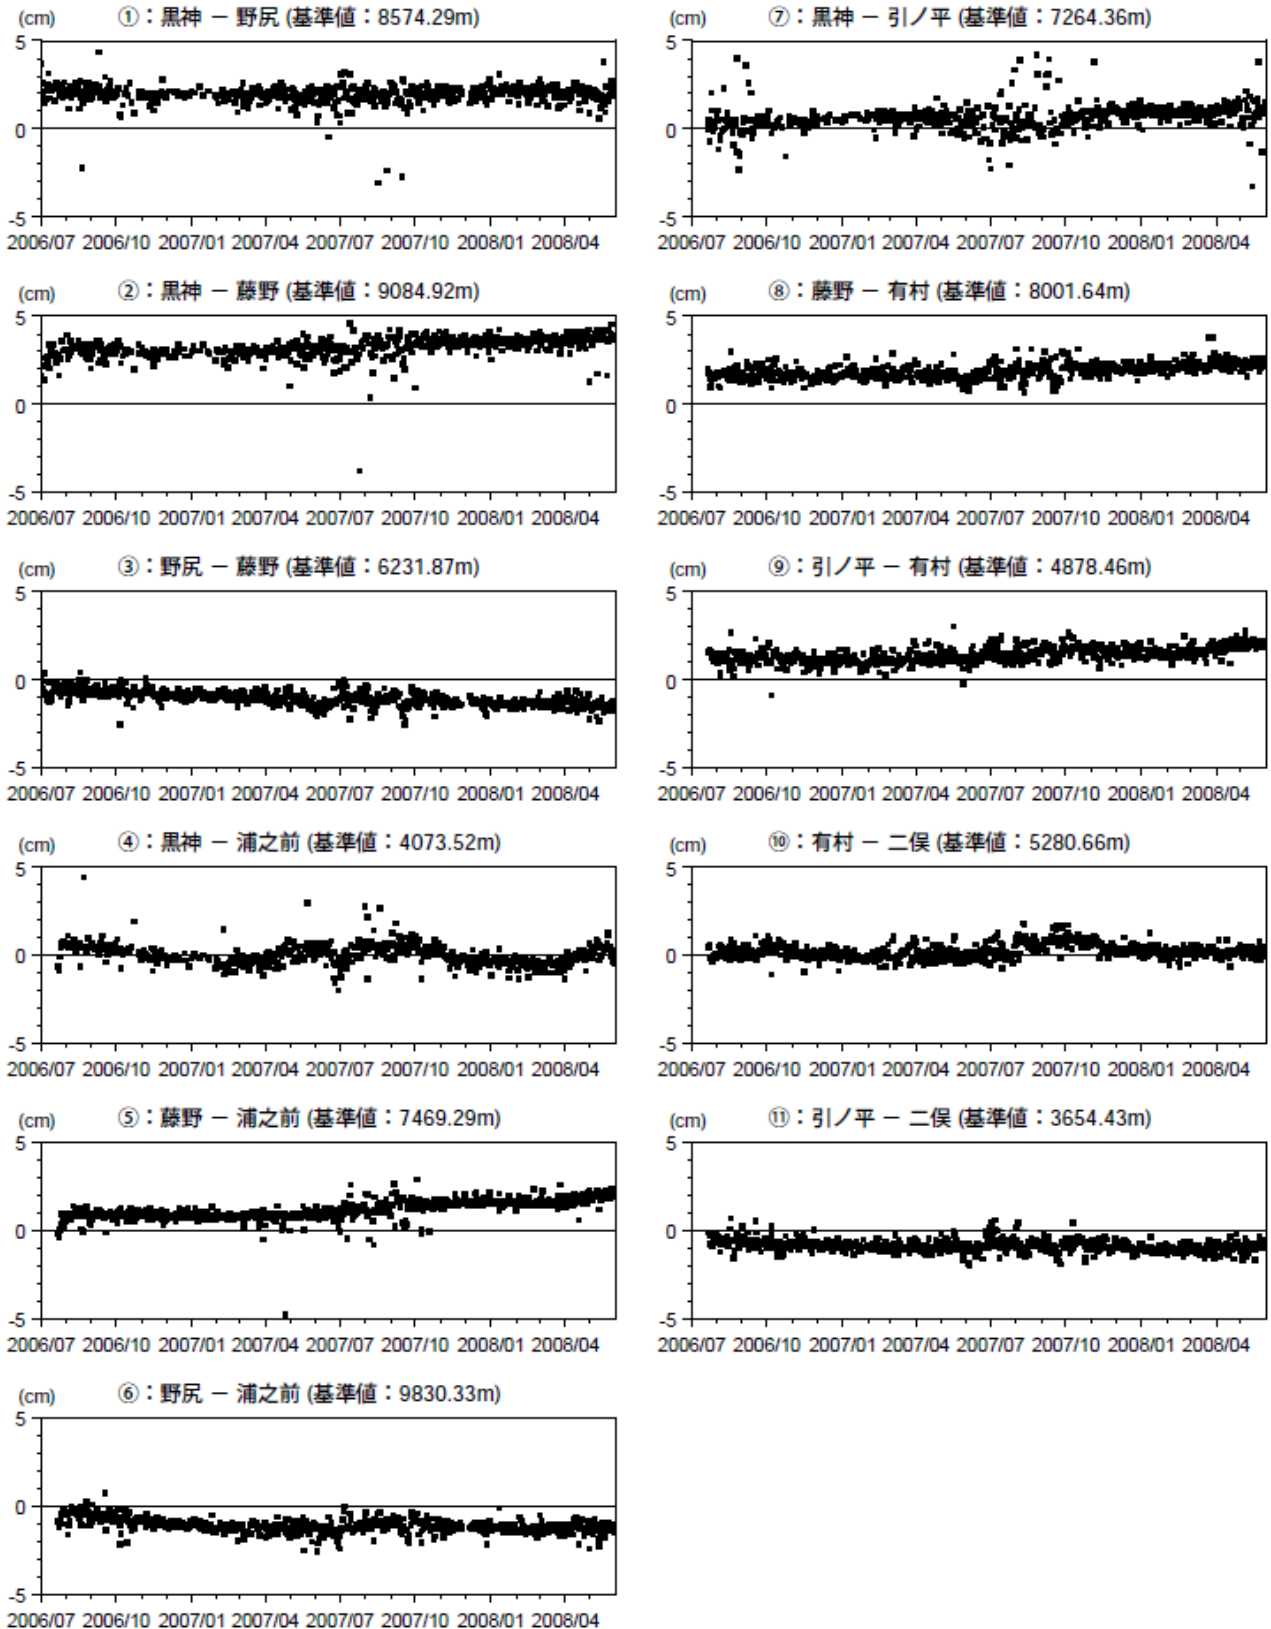 (cm) ①：黒神 － 野尻 (基準値：8574.29m)
5
0
-5
2006/07 2006/10 2007/01 2007/04 2007/07 2007/10 2008/01 2008/04
(cm) ②：黒神 － 藤野 (基準値：9084.92m)
5
0
-5
2006/07 2006/10 2007/01 2007/04 2007/07 2007/10 2008/01 2008/04
(cm) ③：野尻 － 藤野 (基準値：6231.87m)
5
0
-5
2006/07 2006/10 2007/01 2007/04 2007/07 2007/10 2008/01 2008/04
(cm) ④：黒神 － 浦之前 (基準値：4073.52m)
5
0
-5
2006/07 2006/10 2007/01 2007/04 2007/07 2007/10 2008/01 2008/04
(cm) ⑤：藤野 － 浦之前 (基準値：7469.29m)
5
0
-5
2006/07 2006/10 2007/01 2007/04 2007/07 2007/10 2008/01 2008/04
(cm) ⑥：野尻 － 浦之前 (基準値：9830.33m)
5
0
-5
2006/07 2006/10 2007/01 2007/04 2007/07 2007/10 2008/01 2008/04
(cm) ⑦：黒神 － 引ノ平 (基準値：7264.36m)
5
0
-5
2006/07 2006/10 2007/01 2007/04 2007/07 2007/10 2008/01 2008/04
(cm) ⑧：藤野 － 有村 (基準値：8001.64m)
5
0
-5
2006/07 2006/10 2007/01 2007/04 2007/07 2007/10 2008/01 2008/04
(cm) ⑨：引ノ平 － 有村 (基準値：4878.46m)
5
0
-5
2006/07 2006/10 2007/01 2007/04 2007/07 2007/10 2008/01 2008/04
(cm) ⑩：有村 － 二俣 (基準値：5280.66m)
5
0
-5
2006/07 2006/10 2007/01 2007/04 2007/07 2007/10 2008/01 2008/04
(cm) ⑪：引ノ平 － 二俣 (基準値：3654.43m)
5
0
-5
2006/07 2006/10 2007/01 2007/04 2007/07 2007/10 2008/01 2008/04